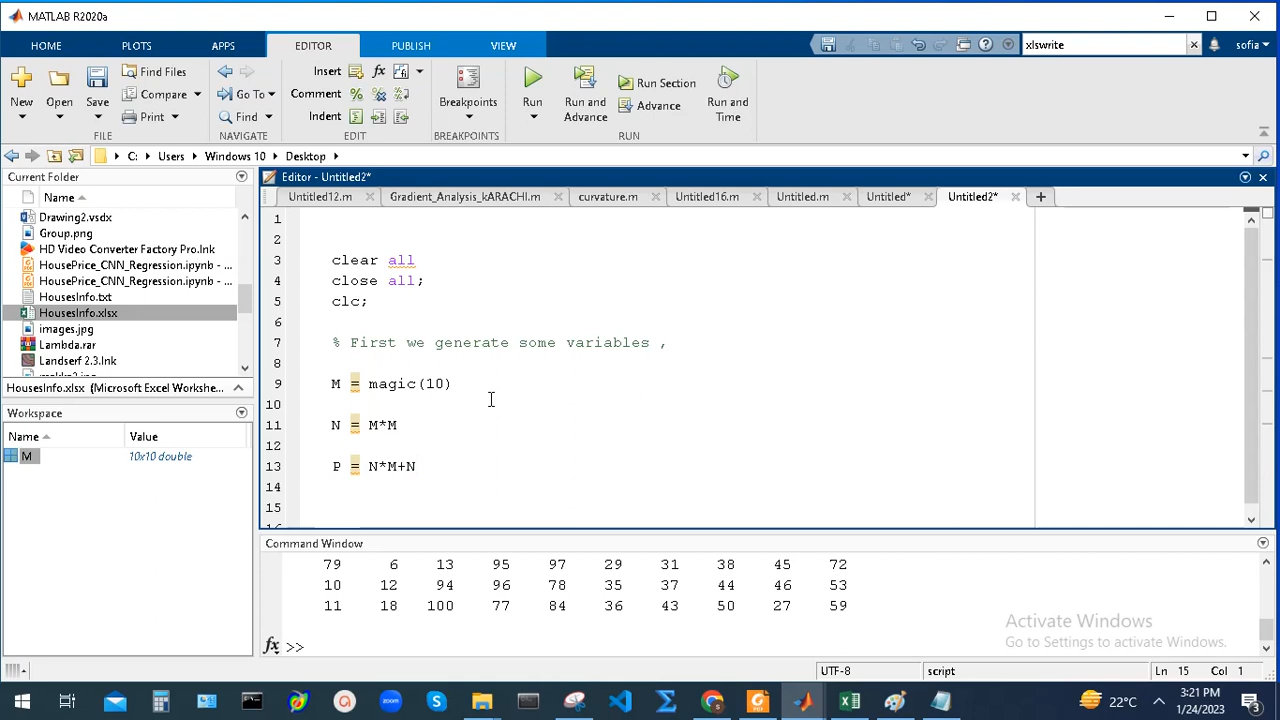 MATLAB R2020a
HOME PLOTS APPS EDITOR PUBLISH VIEW xlswrite sofia
New Open Save Find Files Compare Print
Go To Find
Insert fx
Comment
Indent
Breakpoints Run Run and Advance Run Section Advance Run and Time
FILE NAVIGATE EDIT RUN
C: Users Windows 10 Desktop
Current Folder
Name
Drawing2.vsdx
Group.png
HD Video Converter Factory Pro.lnk
HousePrice_CNN_Regression.ipynb - ...
HousePrice_CNN_Regression.ipynb - ...
HousesInfo.txt
HousesInfo.xlsx
images.jpg
Lambda.rar
Landserf 2.3.lnk
HousesInfo.xlsx (Microsoft Excel Workshe...
Workspace
Name Value
M 10x10 double
Editor - Untitled2*
Untitled12.m Gradient_Analysis_kARACHI.m curvature.m Untitled16.m Untitled.m Untitled* Untitled2* +
1
2
3 clear all
4 close all;
5 clc;
6
7 % First we generate some variables ,
8
9 M = magic(10)
10
11 N = M*M
12
13 P = N*M+N
14
15
Command Window
79 6 13 95 97 29 31 38 45 72
10 12 94 96 78 35 37 44 46 53
11 18 100 77 84 36 43 50 27 59
fx >>
Activate Windows
Go to Settings to activate Windows.
UTF-8 script Ln 15 Col 1
zoom 22°C 3:21 PM
1/24/2023 3